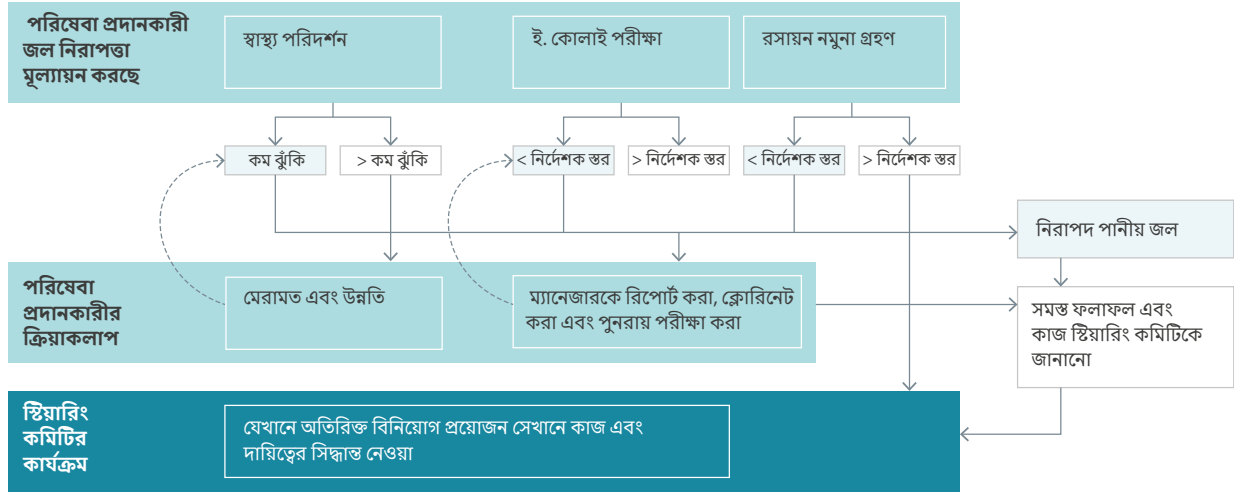 পরিষেবা প্রদানকারী
জল নিরাপত্তা
মূল্যায়ন করছে
স্বাস্থ্য পরিদর্শন
ই. কোলাই পরীক্ষা
রসায়ন নমুনা গ্রহণ
কম ঝুঁকি
> কম ঝুঁকি
< নির্দেশক স্তর
> নির্দেশক স্তর
< নির্দেশক স্তর
> নির্দেশক স্তর
নিরাপদ পানীয় জল
পরিষেবা
প্রদানকারীর
ক্রিয়াকলাপ
মেরামত এবং উন্নতি
ম্যানেজারকে রিপোর্ট করা, ক্লোরিনেট
করা এবং পুনরায় পরীক্ষা করা
সমস্ত ফলাফল এবং
কাজ স্টিয়ারিং কমিটিকে
জানানো
স্টিয়ারিং
কমিটির
কার্যক্রম
যেখানে অতিরিক্ত বিনিয়োগ প্রয়োজন সেখানে কাজ এবং
দায়িত্বের সিদ্ধান্ত নেওয়া